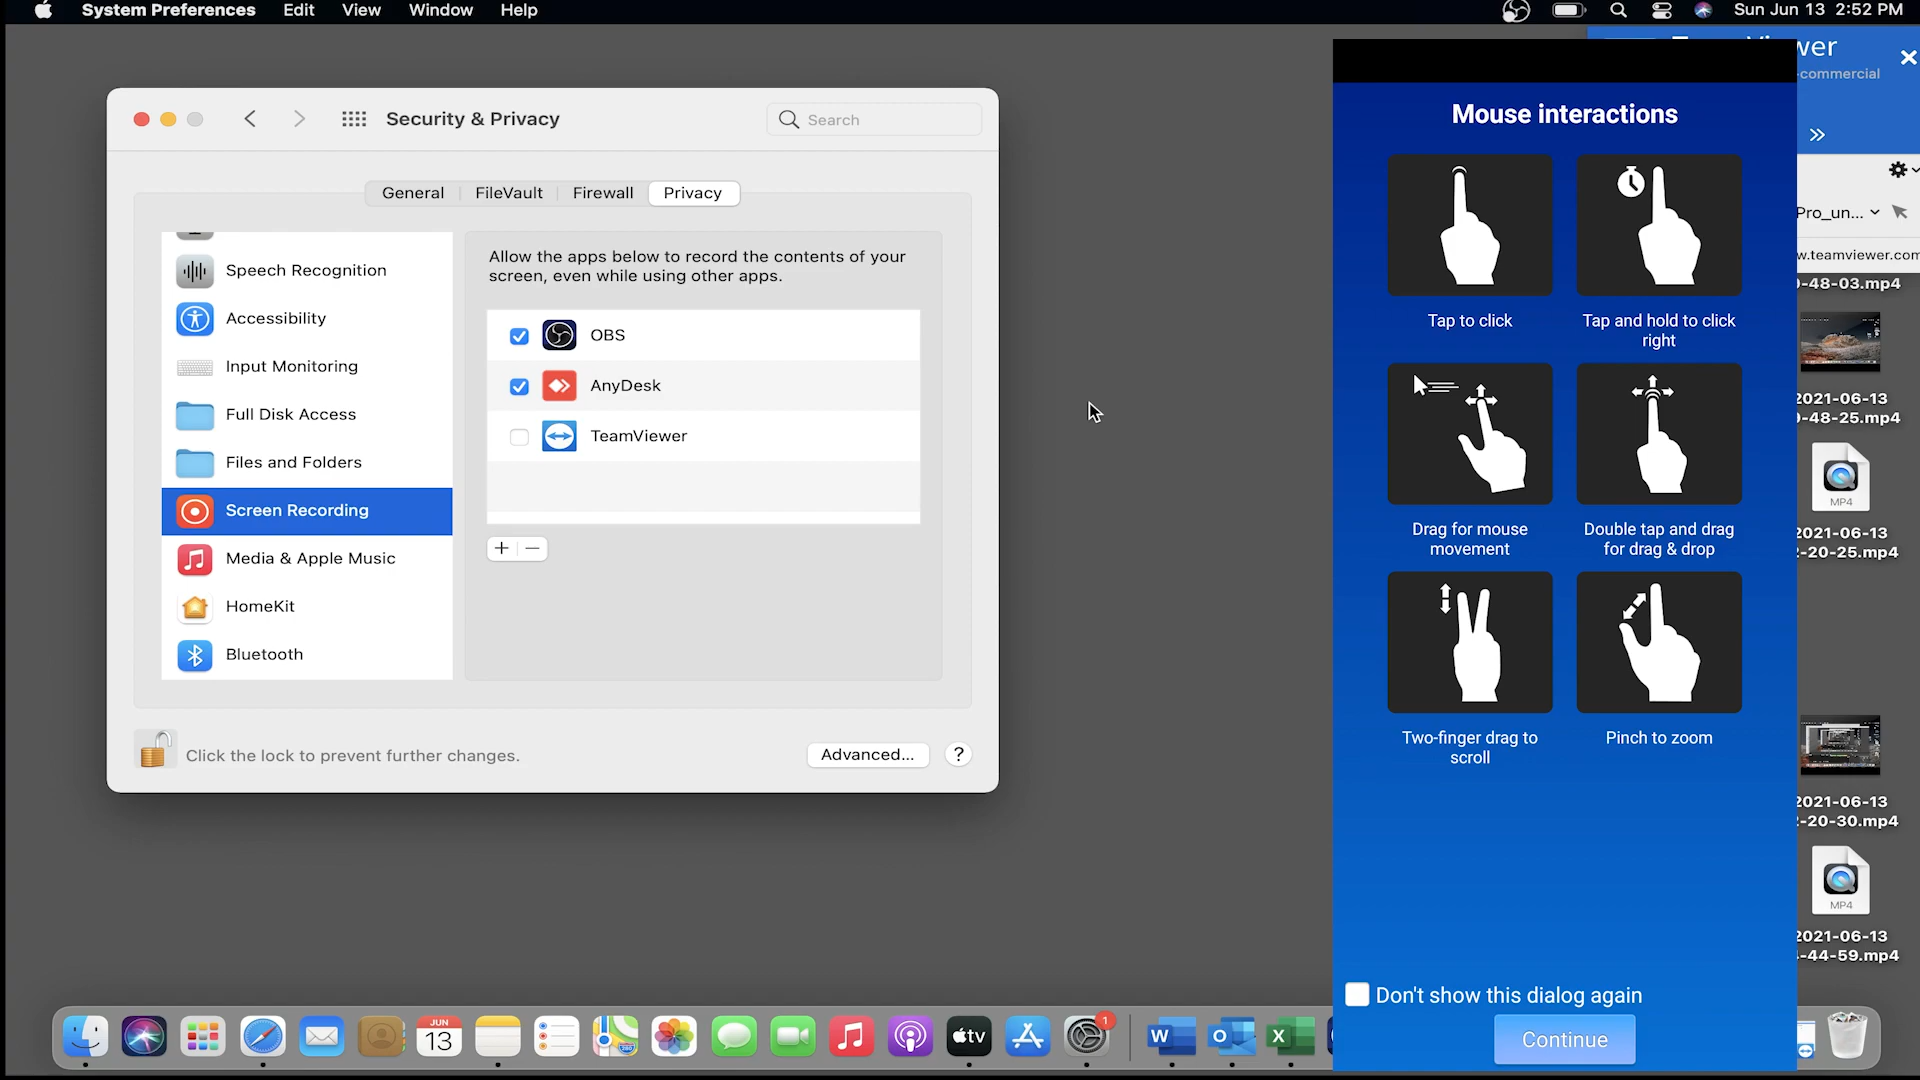 System Preferences Edit View Window Help
Sun Jun 13 2:52 PM
Security & Privacy
Search
General FileVault Firewall Privacy
Speech Recognition
Accessibility
Input Monitoring
Full Disk Access
Files and Folders
Screen Recording
Media & Apple Music
HomeKit
Bluetooth
Allow the apps below to record the contents of your
screen, even while using other apps.
OBS
AnyDesk
TeamViewer
+ −
Click the lock to prevent further changes.
Advanced... ?
Mouse interactions
Tap to click
Tap and hold to click
right
Drag for mouse
movement
Double tap and drag
for drag & drop
Two-finger drag to
scroll
Pinch to zoom
Don't show this dialog again
Continue
wer
-commercial
Pro_un...
w.teamviewer.com
-48-03.mp4
2021-06-13
-48-25.mp4
MP4
2021-06-13
-20-25.mp4
2021-06-13
-20-30.mp4
MP4
2021-06-13
-44-59.mp4
JUN
13
tv
1
W
O
X